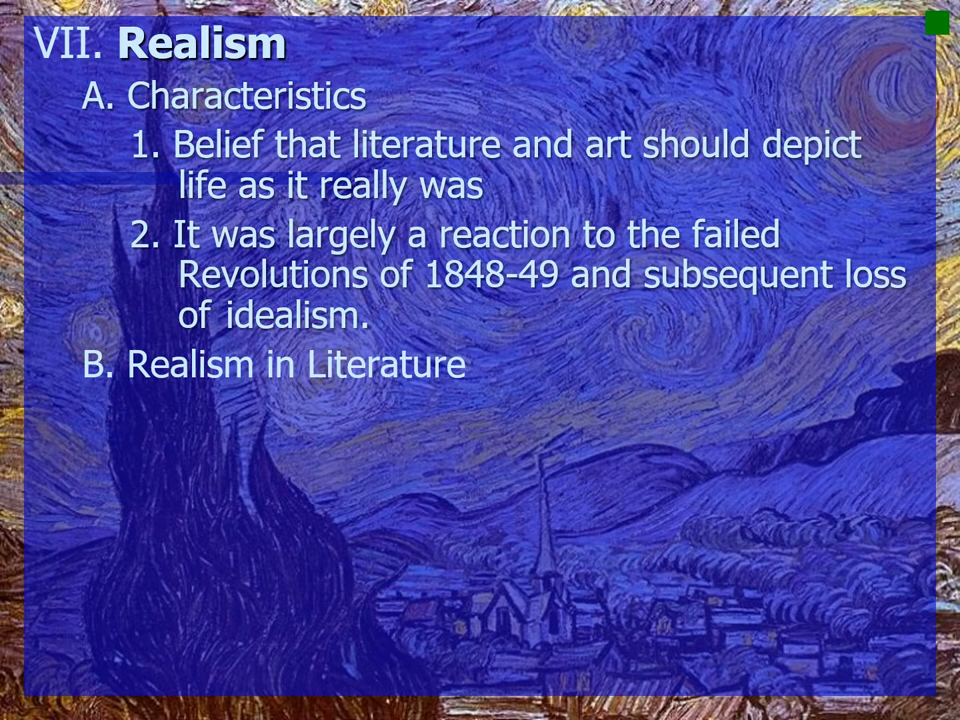 VII. Realism
A. Characteristics
1. Belief that literature and art should depict
life as it really was
2. It was largely a reaction to the failed
Revolutions of 1848-49 and subsequent loss
of idealism.
B. Realism in Literature